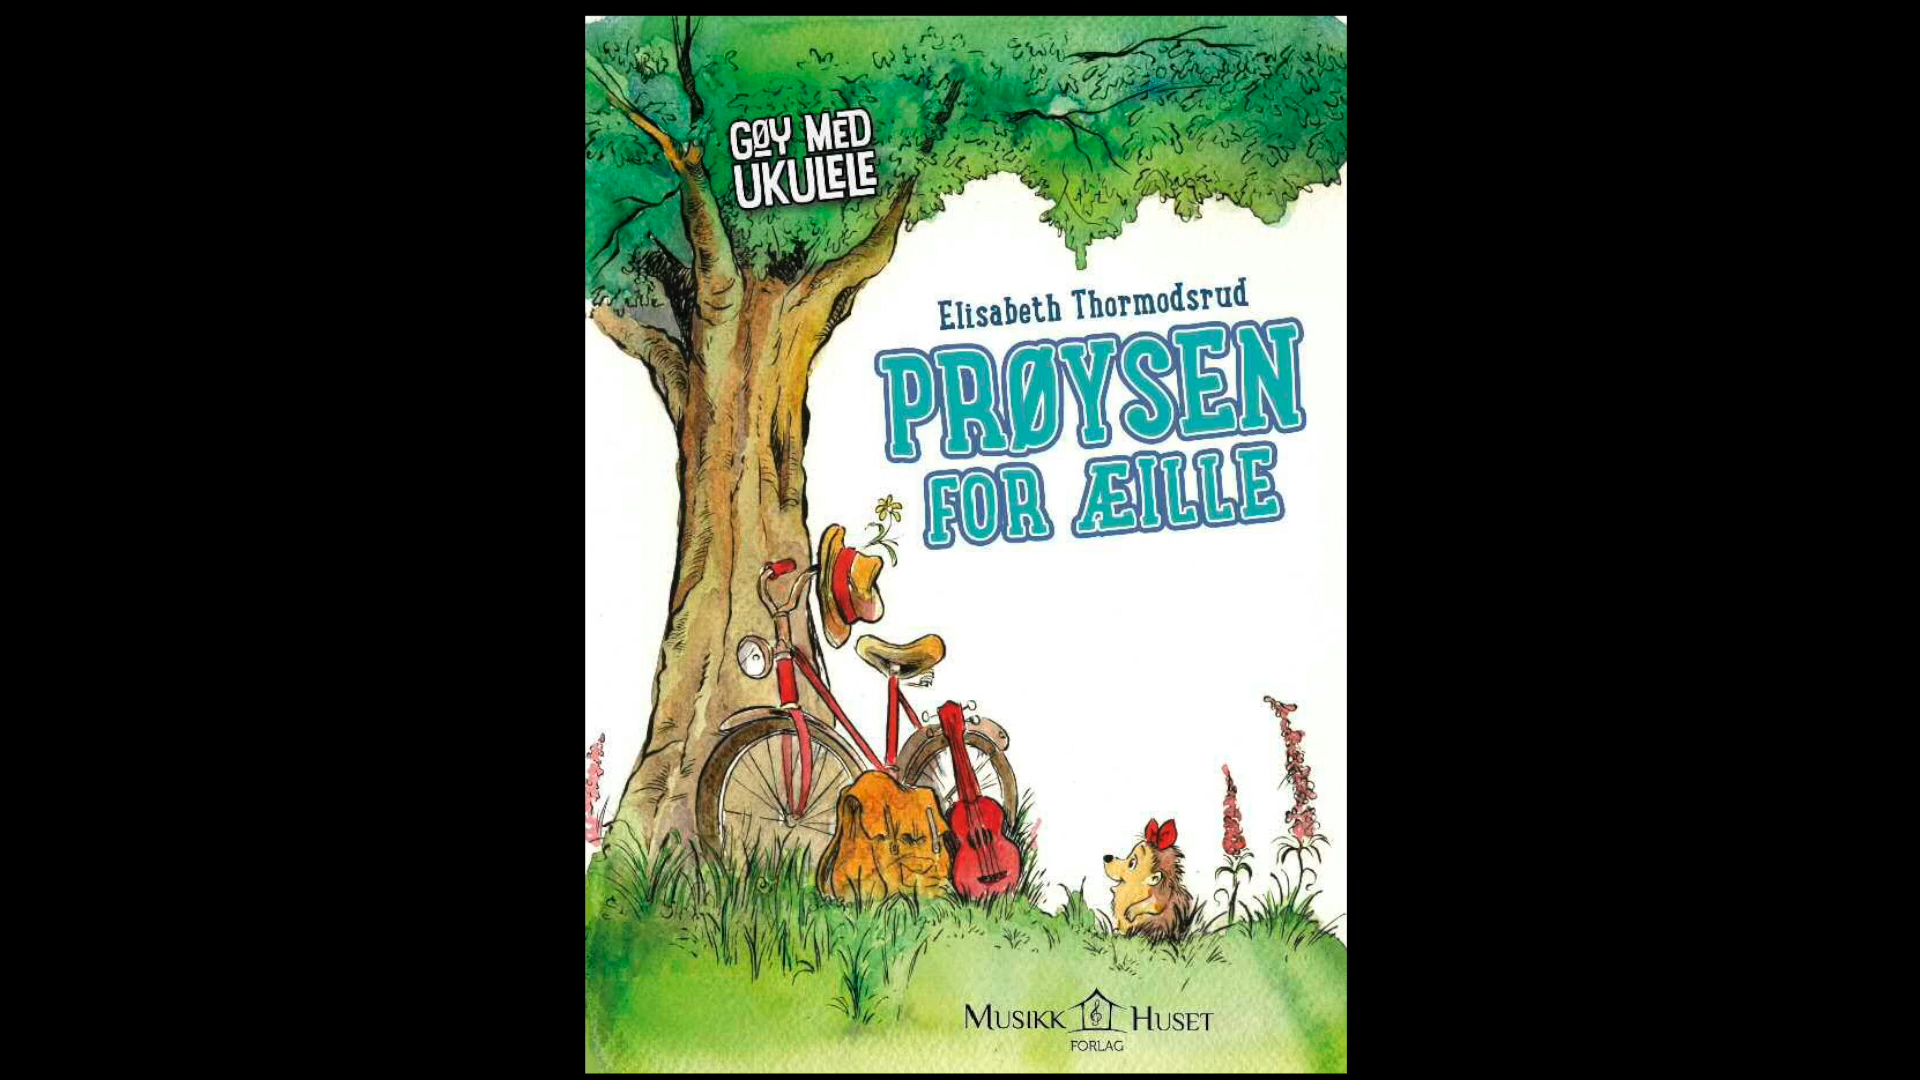 GØY MED
UKULELE
Elisabeth Thormodsrud
PRØYSEN
FOR ÆILLE
MUSIKK HUSET
FORLAG